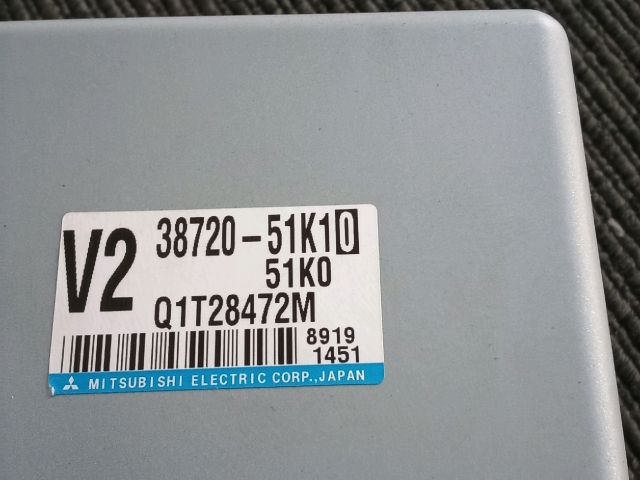 V2
38720-51K10
51K0
Q1T28472M
8919
1451
MITSUBISHI ELECTRIC CORP.,JAPAN